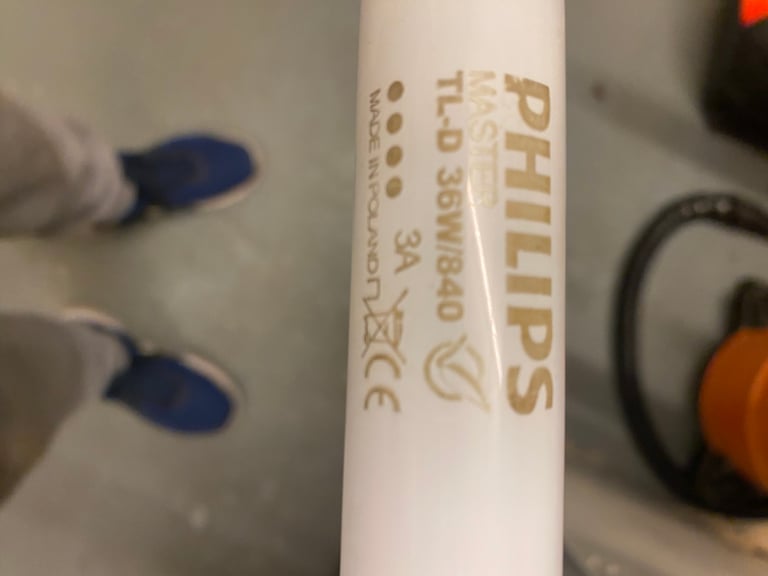 PHILIPS
MASTER
TL-D 36W/840
3A
MADE IN POLAND CE